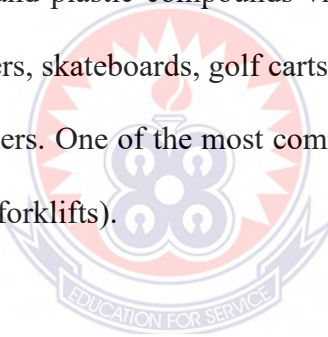 and plastic compounds
ers, skateboards, golf carts
ers. One of the most com
forklifts).
EDUCATION FOR SERVICE